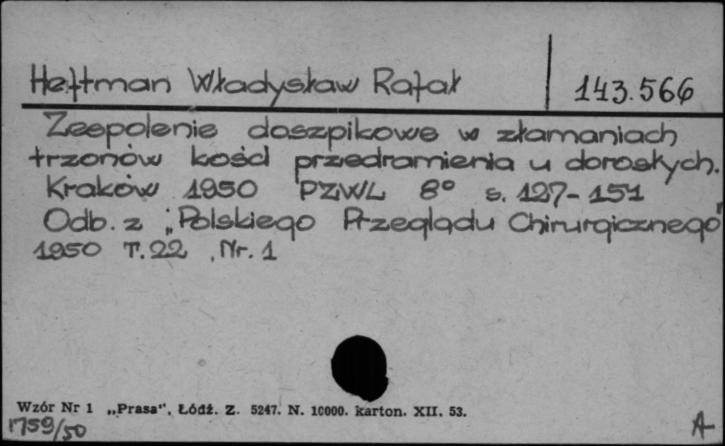 Heftman Władysław Rafał
143.566
Zespolenie doszpikowe w złamaniach
trzonów kości przedramienia u dorosłych.
Kraków 1950 PZWL 8° s. 127-151
Odb. z „Polskiego Przeglądu Chirurgicznego"
1950 T.22, Nr. 1
Wzór Nr 1 „Prasa", Łódź. Z. 5247. N. 10000. karton. XII. 53.
1759/50
A-